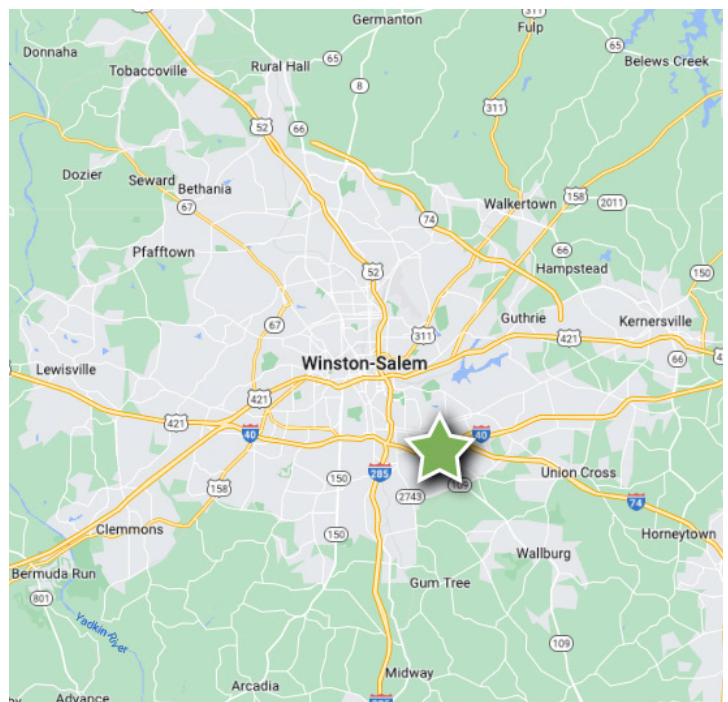 Germanton
311
Fulp
65
Donnaha
65
Belews Creek
Tobaccoville
Rural Hall
8
311
52
66
Dozier
Seward
Bethania
67
158
2011
Walkertown
74
Pfafftown
66
Hampstead
150
52
67
311
Guthrie
Kernersville
421
Winston-Salem
66
Lewisville
421
421
40
40
285
150
158
2743
109
Union Cross
74
Clemmons
150
Horneytown
Wallburg
Bermuda Run
Gum Tree
801
Yadkin River
109
Midway
Arcadia
Advance